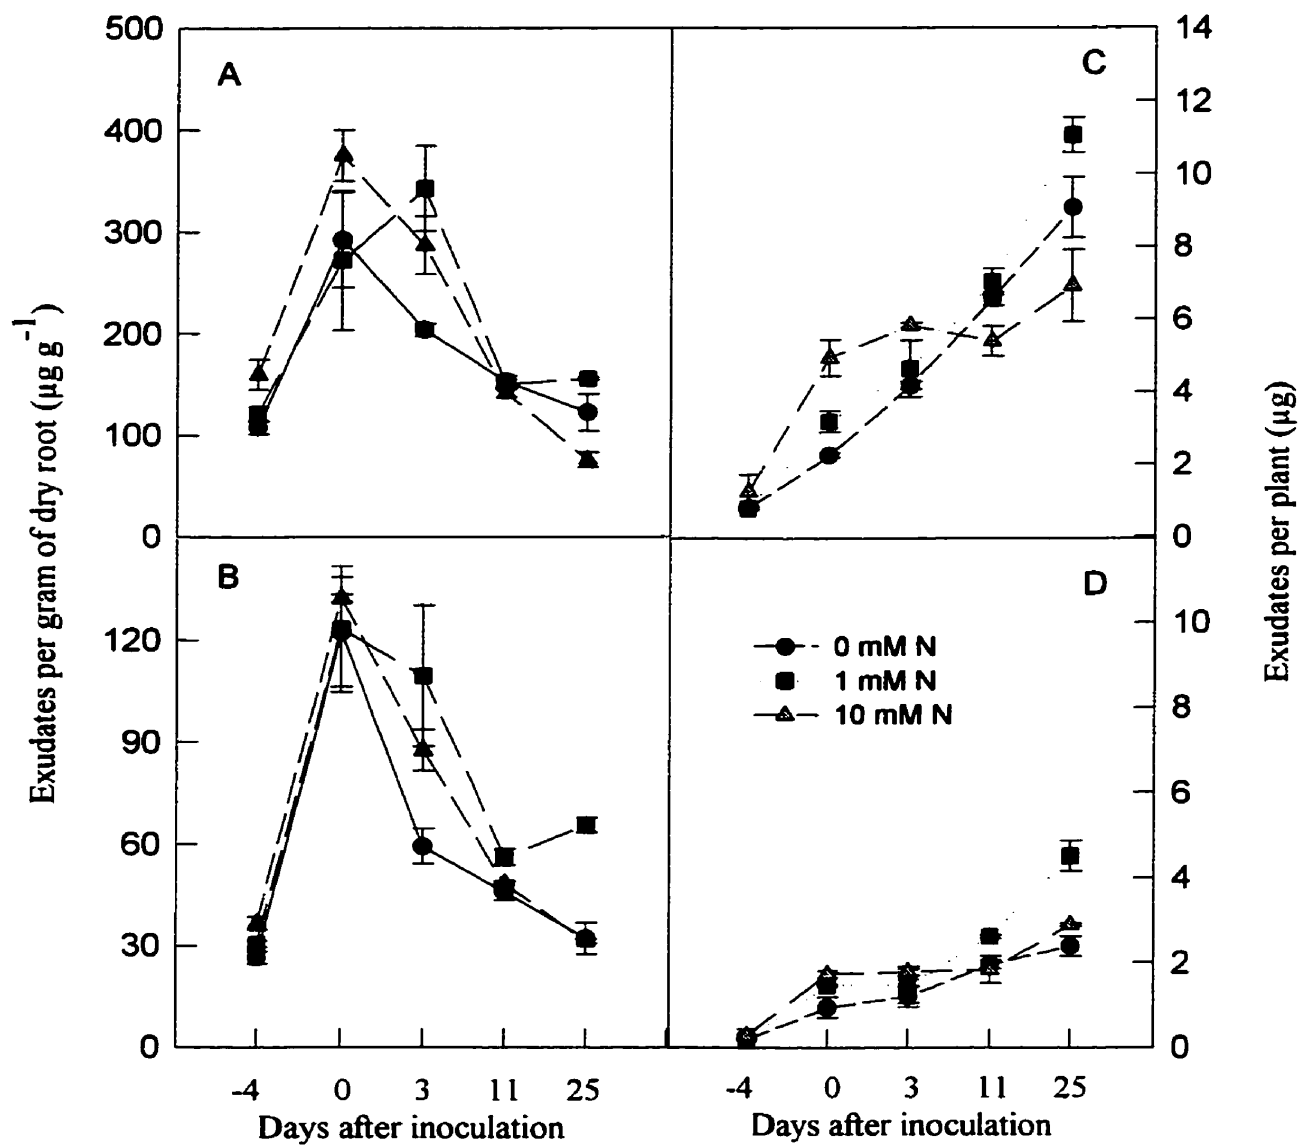 Exudates per gram of dry root (µg g⁻¹)
500
400
300
200
100
0
A
120
90
60
30
0
B
-4 0 3 11 25
Days after inoculation
C
14
12
10
8
6
4
2
0
D
0 mM N
1 mM N
10 mM N
10
8
6
4
2
0
-4 0 3 11 25
Days after inoculation
Exudates per plant (µg)